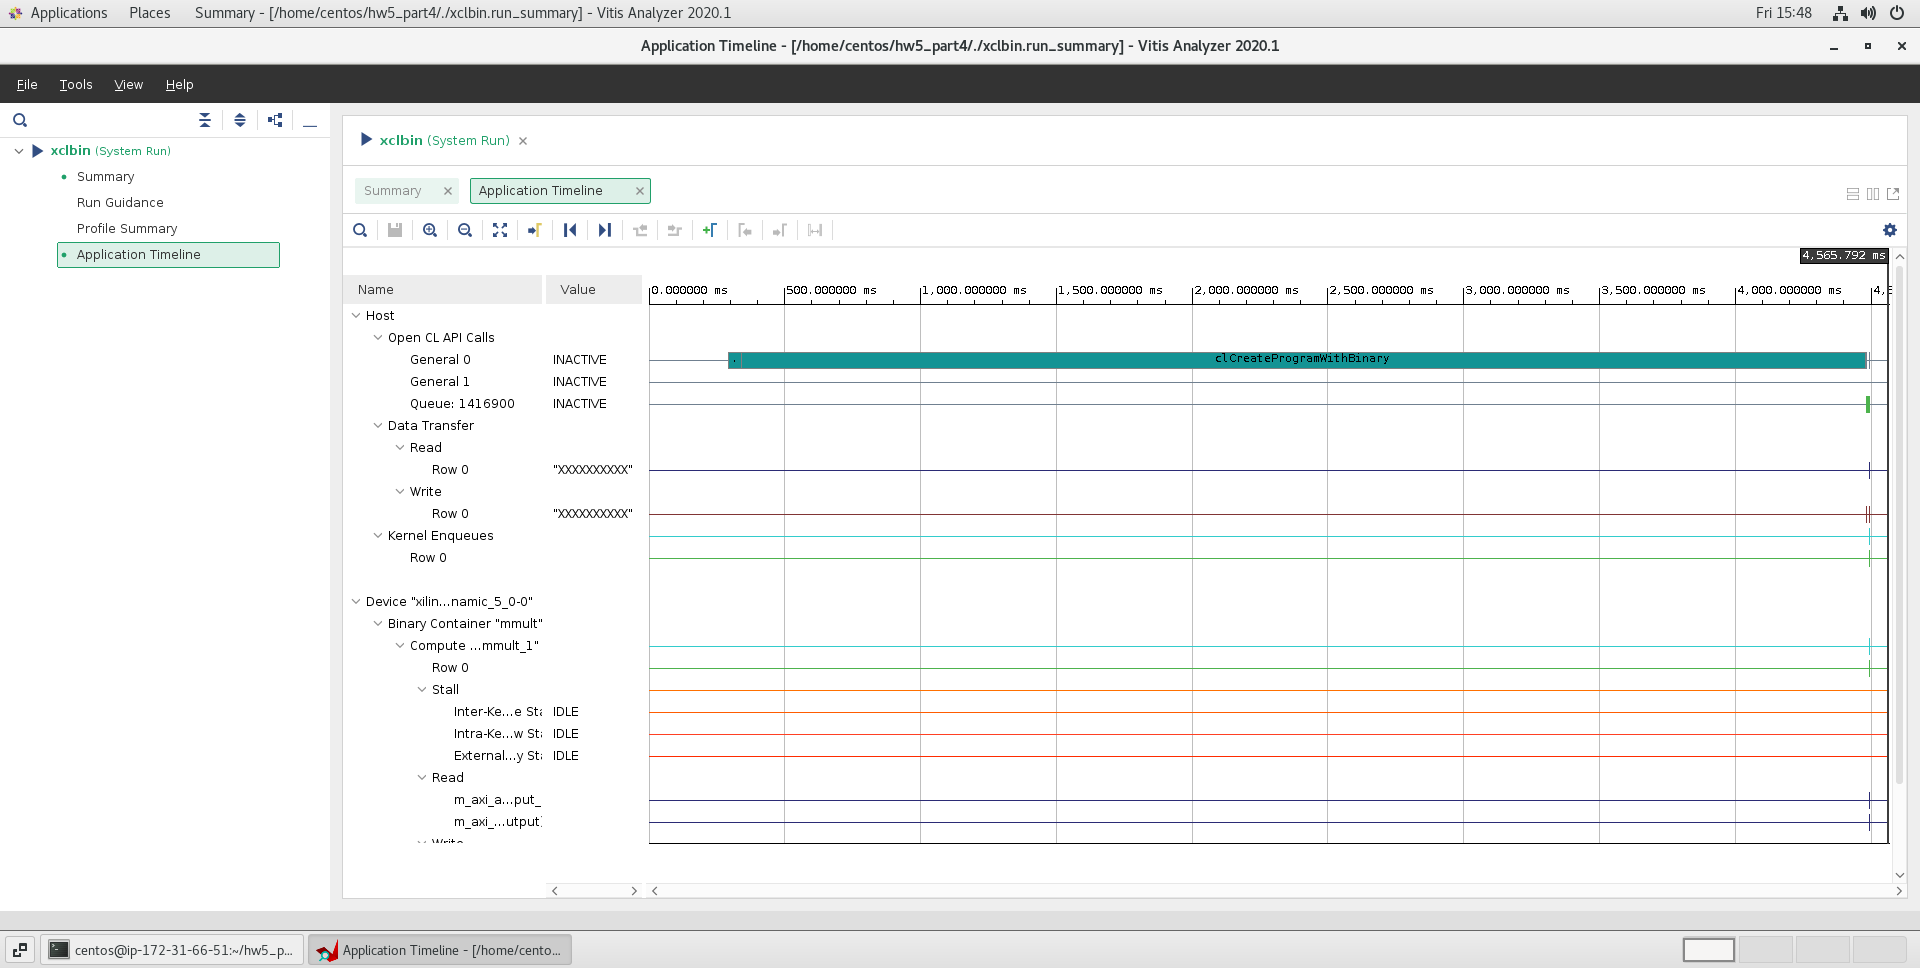 Applications Places Summary - [/home/centos/hw5_part4/./xclbin.run_summary] - Vitis Analyzer 2020.1 Fri 15:48
Application Timeline - [/home/centos/hw5_part4/./xclbin.run_summary] - Vitis Analyzer 2020.1
File Tools View Help
xclbin (System Run)
Summary
Run Guidance
Profile Summary
Application Timeline
xclbin (System Run)
Summary Application Timeline
4,565.792 ms
Name Value 0.000000 ms 500.000000 ms 1,000.000000 ms 1,500.000000 ms 2,000.000000 ms 2,500.000000 ms 3,000.000000 ms 3,500.000000 ms 4,000.000000 ms 4,5
Host
Open CL API Calls
General 0 INACTIVE clCreateProgramWithBinary
General 1 INACTIVE
Queue: 1416900 INACTIVE
Data Transfer
Read
Row 0 "XXXXXXXXXX"
Write
Row 0 "XXXXXXXXXX"
Kernel Enqueues
Row 0
Device "xilin...namic_5_0-0"
Binary Container "mmult"
Compute ...mmult_1"
Row 0
Stall
Inter-Ke...e Sta IDLE
Intra-Ke...w Sta IDLE
External...y Sta IDLE
Read
m_axi_a...put_
m_axi_...utput)
Write
centos@ip-172-31-66-51:~/hw5_p... Application Timeline - [/home/cento...